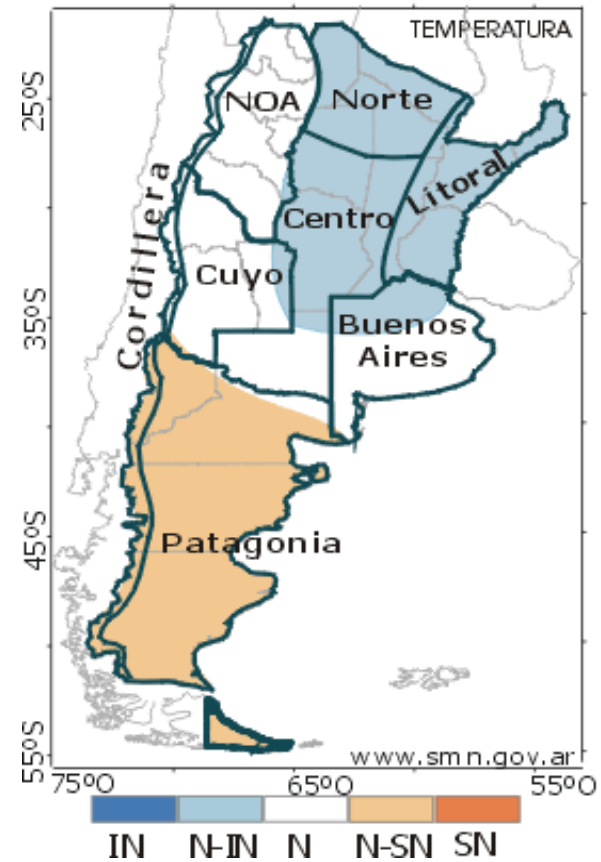 TEMPERATURA
25ºS
NOA
Norte
Litoral
Cordillera
Centro
Cuyo
35ºS
Buenos
Aires
45ºS
Patagonia
55ºS
www.smn.gov.ar
75ºO
65ºO
55ºO
IN
N-IN
N
N-SN
SN